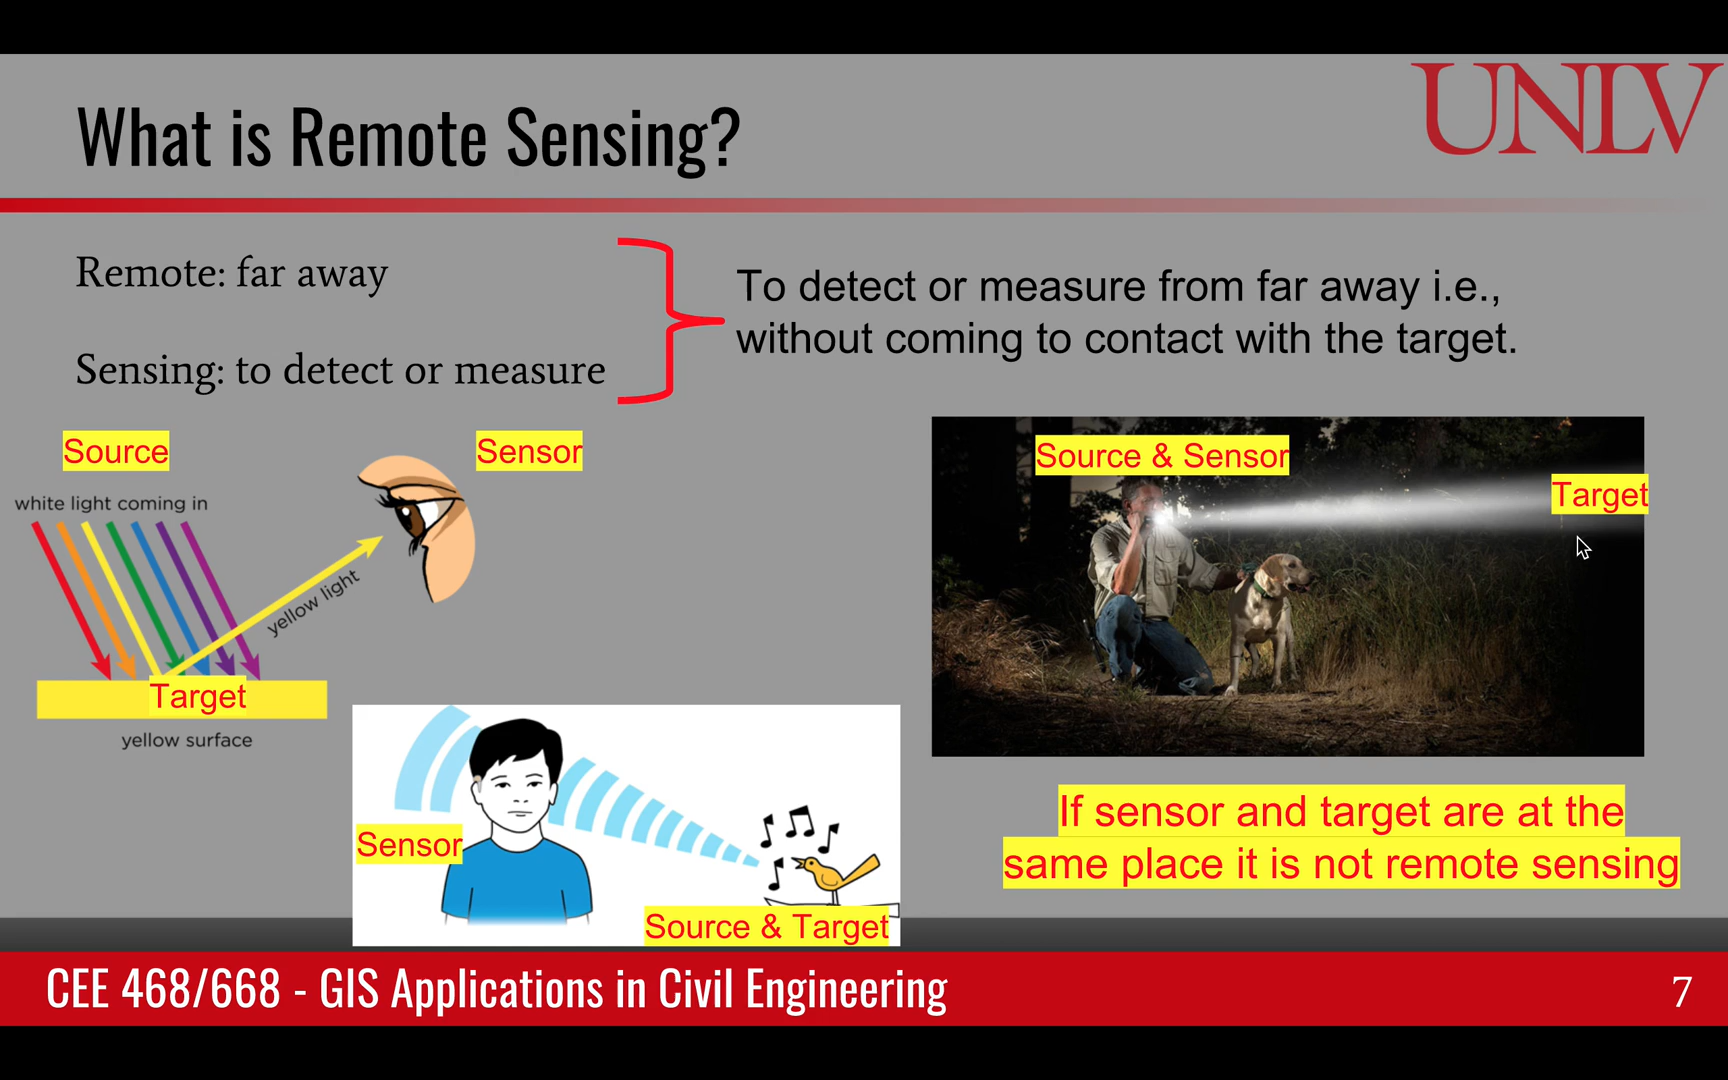 UNLV
What is Remote Sensing?
Remote: far away
Sensing: to detect or measure
To detect or measure from far away i.e.,
without coming to contact with the target.
Source
Sensor
white light coming in
yellow light
Target
yellow surface
Sensor
Source & Target
Source & Sensor
Target
If sensor and target are at the
same place it is not remote sensing
CEE 468/668 - GIS Applications in Civil Engineering
7